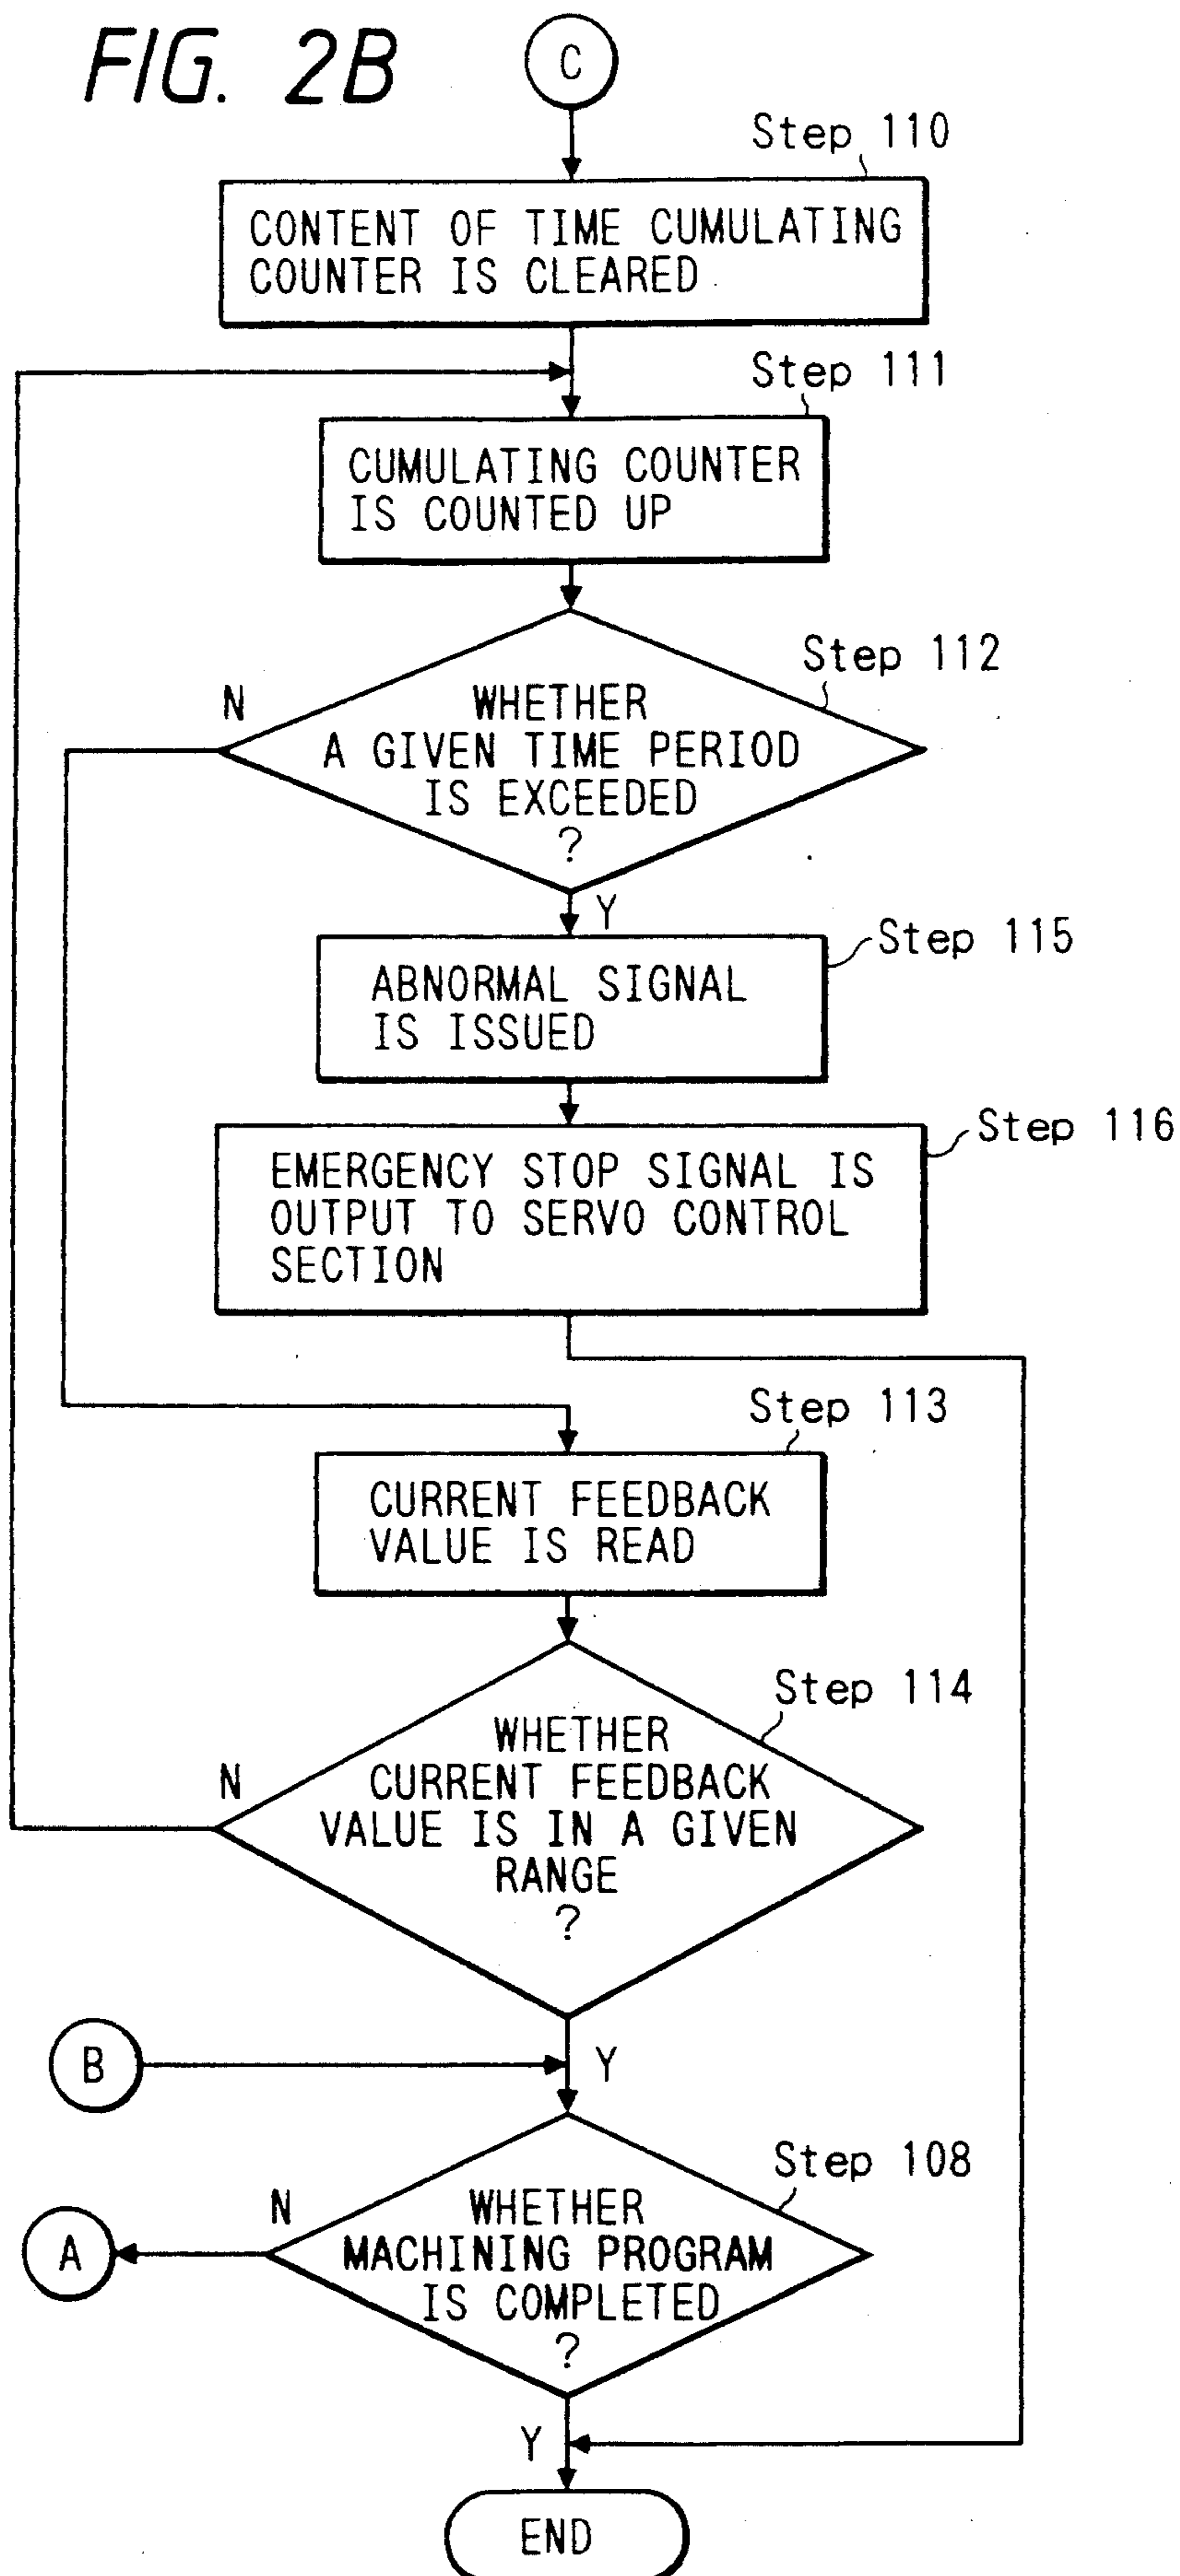 FIG. 2B
C
Step 110
CONTENT OF TIME CUMULATING
COUNTER IS CLEARED
Step 111
CUMULATING COUNTER
IS COUNTED UP
Step 112
N
WHETHER
A GIVEN TIME PERIOD
IS EXCEEDED
?
Y
Step 115
ABNORMAL SIGNAL
IS ISSUED
Step 116
EMERGENCY STOP SIGNAL IS
OUTPUT TO SERVO CONTROL
SECTION
Step 113
CURRENT FEEDBACK
VALUE IS READ
Step 114
N
WHETHER
CURRENT FEEDBACK
VALUE IS IN A GIVEN
RANGE
?
B
Y
Step 108
N
A
WHETHER
MACHINING PROGRAM
IS COMPLETED
?
Y
END